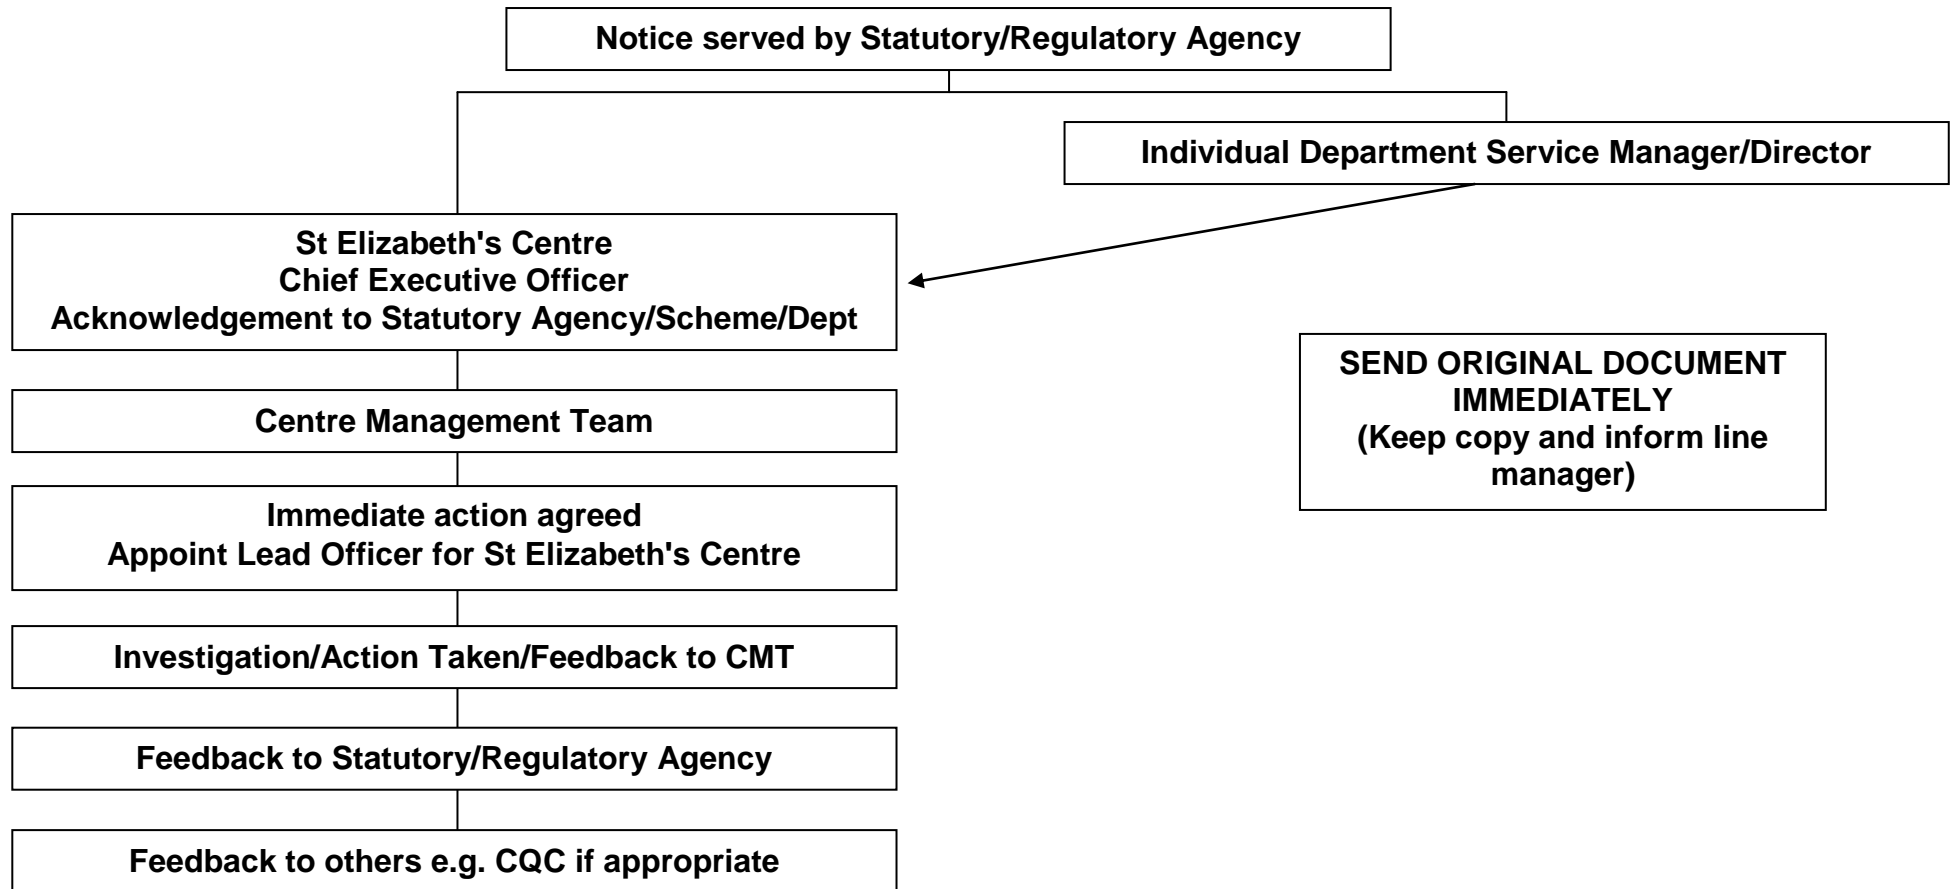 Notice served by Statutory/Regulatory Agency
Individual Department Service Manager/Director
St Elizabeth's Centre
Chief Executive Officer
Acknowledgement to Statutory Agency/Scheme/Dept
SEND ORIGINAL DOCUMENT
IMMEDIATELY
(Keep copy and inform line
manager)
Centre Management Team
Immediate action agreed
Appoint Lead Officer for St Elizabeth's Centre
Investigation/Action Taken/Feedback to CMT
Feedback to Statutory/Regulatory Agency
Feedback to others e.g. CQC if appropriate